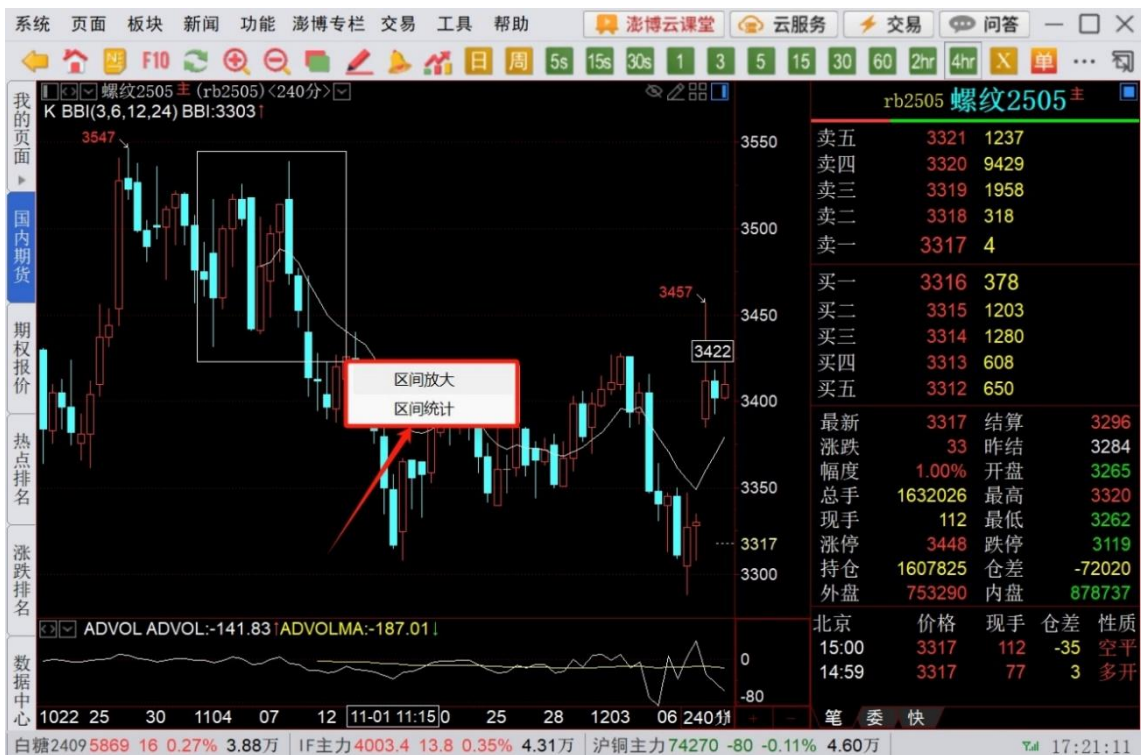 系统 页面 板块 新闻 功能 澎博专栏 交易 工具 帮助 澎博云课堂 云服务 交易 问答
F10 日 周 5s 15s 30s 1 3 5 15 30 60 2hr 4hr X 单
我的页面
国内期货
期权报价
热点排名
涨跌排名
数据中心
螺纹2505主 (rb2505)<240分>
K BBI(3,6,12,24) BBI:3303↑
3547
3457
3422
区间放大
区间统计
3550
3500
3450
3400
3350
3317
3300
ADVOL ADVOL:-141.83↑ADVOLMA:-187.01↓
0
-80
1022 25 30 1104 07 12 11-01 11:15 0 25 28 1203 06 240分
rb2505 螺纹2505主
卖五 3321 1237
卖四 3320 9429
卖三 3319 1958
卖二 3318 318
卖一 3317 4
买一 3316 378
买二 3315 1203
买三 3314 1280
买四 3313 608
买五 3312 650
最新 3317 结算 3296
涨跌 33 昨结 3284
幅度 1.00% 开盘 3265
总手 1632026 最高 3320
现手 112 最低 3262
涨停 3448 跌停 3119
持仓 1607825 仓差 -72020
外盘 753290 内盘 878737
北京 价格 现手 仓差 性质
15:00 3317 112 -35 空平
14:59 3317 77 3 多开
笔 委 快
白糖2409 5869 16 0.27% 3.88万 IF主力 4003.4 13.8 0.35% 4.31万 沪铜主力 74270 -80 -0.11% 4.60万 17:21:11